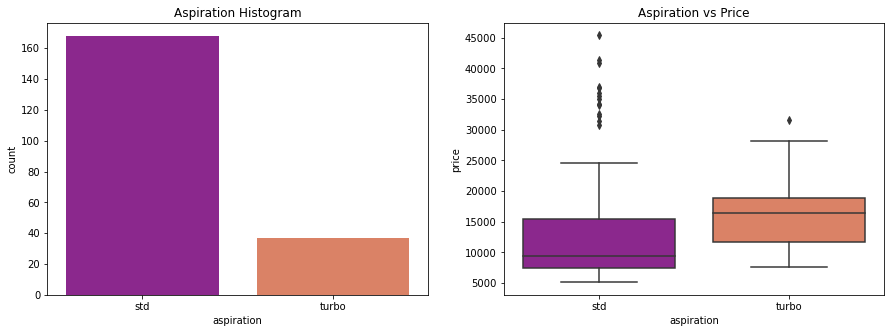 Aspiration Histogram
160
140
120
100
80
60
40
20
0
count
std
turbo
aspiration
Aspiration vs Price
45000
40000
35000
30000
25000
20000
15000
10000
5000
price
std
turbo
aspiration